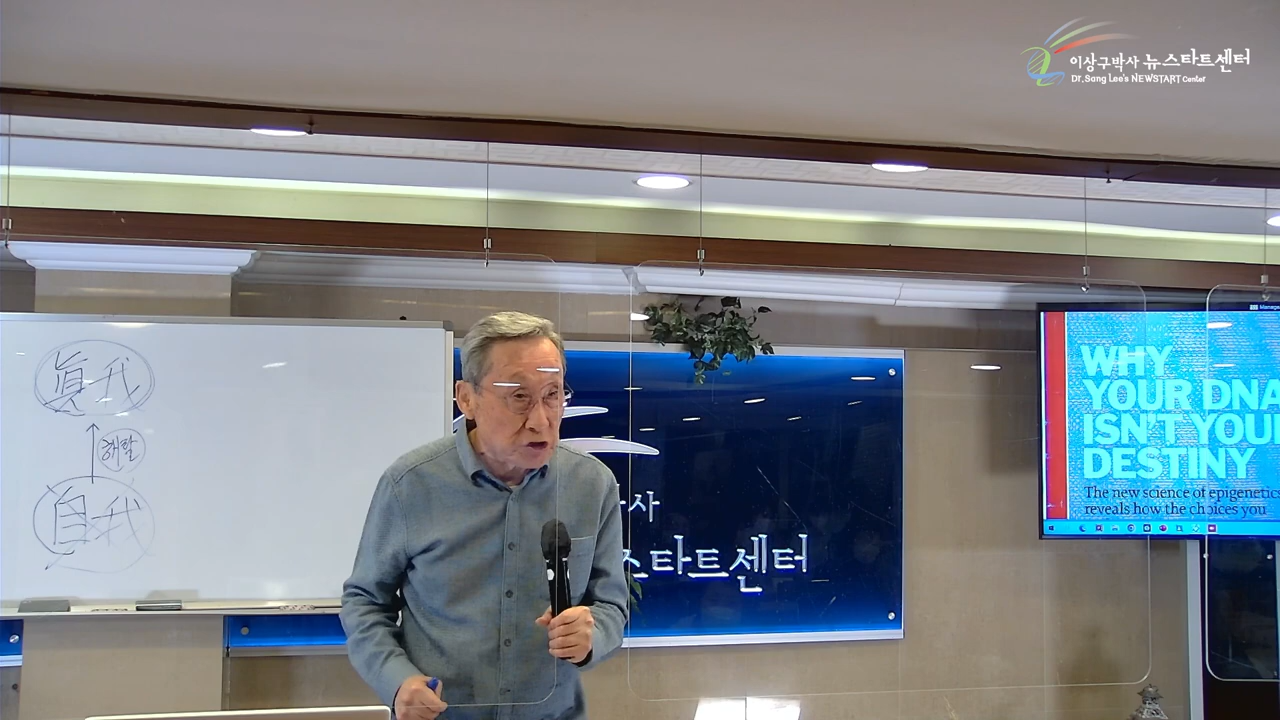 이상구박사 뉴스타트센터
Dr. Sang Lee's NEWSTART Center
眞我
해탈
自我
사
스타트센터
WHY
YOUR DNA
ISN'T YOUR
DESTINY
The new science of epigenetics
reveals how the choices you